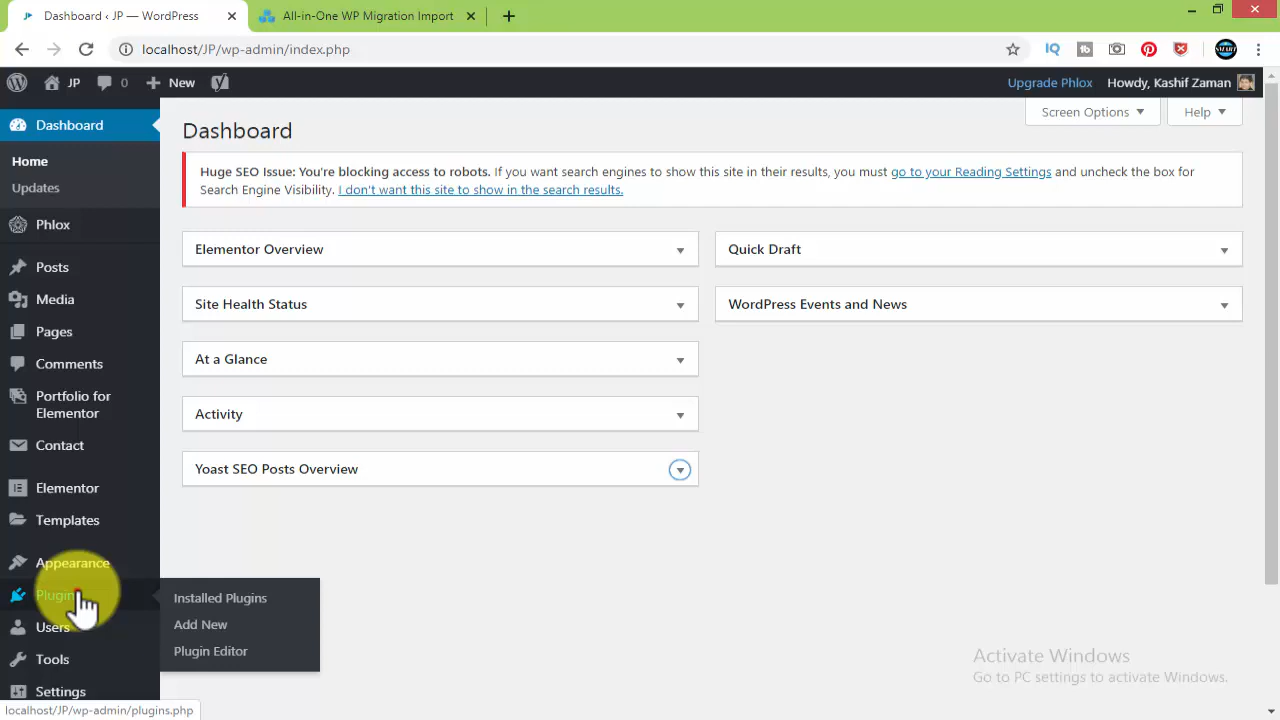 Dashboard ‹ JP — WordPress
All-in-One WP Migration Import
localhost/JP/wp-admin/index.php
JP
0
New
Upgrade Phlox
Howdy, Kashif Zaman
Dashboard
Home
Updates
Phlox
Posts
Media
Pages
Comments
Portfolio for
Elementor
Contact
Elementor
Templates
Appearance
Plugins
Users
Tools
Settings
Installed Plugins
Add New
Plugin Editor
Screen Options
Help
Dashboard
Huge SEO Issue: You're blocking access to robots. If you want search engines to show this site in their results, you must go to your Reading Settings and uncheck the box for
Search Engine Visibility. I don't want this site to show in the search results.
Elementor Overview
Quick Draft
Site Health Status
WordPress Events and News
At a Glance
Activity
Yoast SEO Posts Overview
Activate Windows
Go to PC settings to activate Windows.
localhost/JP/wp-admin/plugins.php